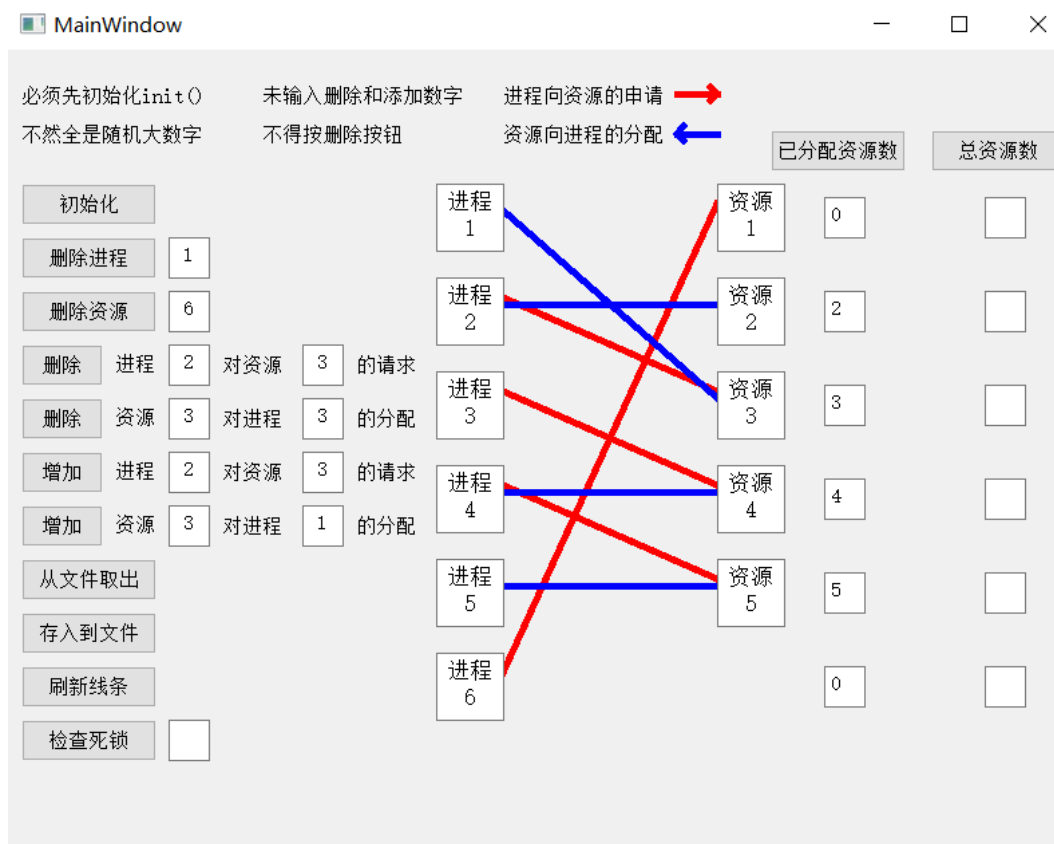 MainWindow
必须先初始化init() 未输入删除和添加数字 进程向资源的申请
不然全是随机大数字 不得按删除按钮 资源向进程的分配
已分配资源数 总资源数
初始化
删除进程 1
删除资源 6
删除 进程 2 对资源 3 的请求
删除 资源 3 对进程 3 的分配
增加 进程 2 对资源 3 的请求
增加 资源 3 对进程 1 的分配
从文件取出
存入到文件
刷新线条
检查死锁
进程
1
进程
2
进程
3
进程
4
进程
5
进程
6
资源
1
资源
2
资源
3
资源
4
资源
5
0
2
3
4
5
0